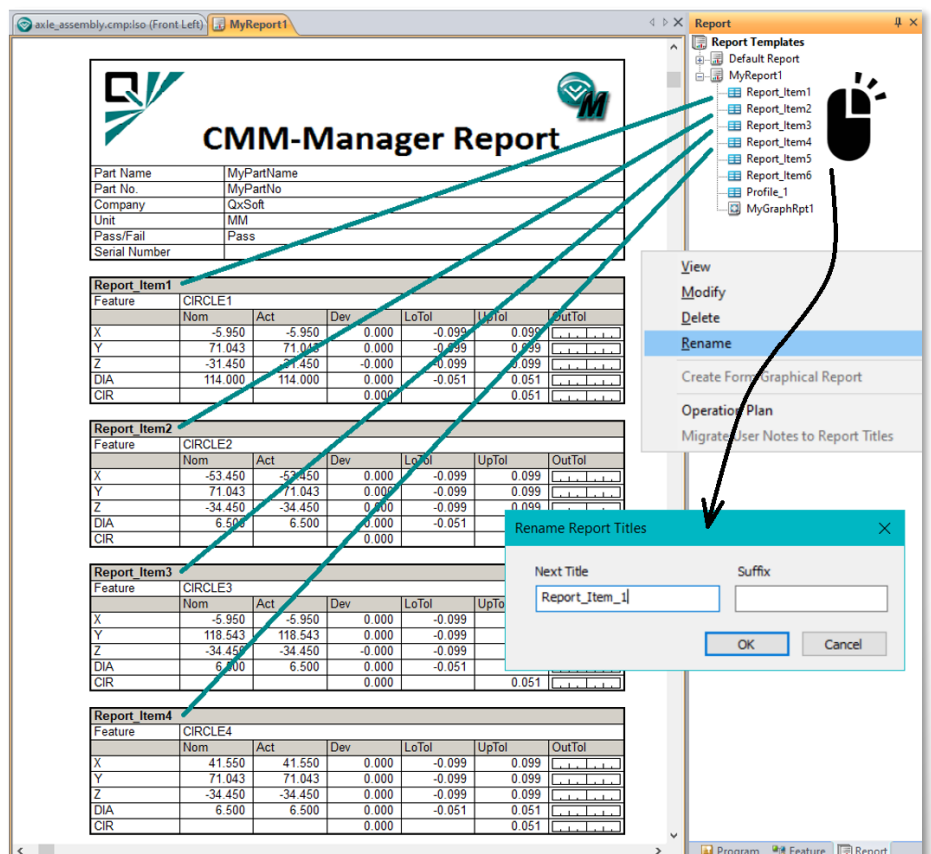 axle_assembly.cmp:Iso (Front Left)
MyReport1
CMM-Manager Report
Part Name MyPartName
Part No. MyPartNo
Company QxSoft
Unit MM
Pass/Fail Pass
Serial Number
Report_Item1
Feature CIRCLE1
Nom Act Dev LoTol UpTol OutTol
X -5.950 -5.950 0.000 -0.099 0.099
Y 71.043 71.043 0.000 -0.099 0.099
Z -31.450 -31.450 -0.000 -0.099 0.099
DIA 114.000 114.000 0.000 -0.051 0.051
CIR 0.000 0.051
Report_Item2
Feature CIRCLE2
Nom Act Dev LoTol UpTol OutTol
X -53.450 -53.450 0.000 -0.099 0.099
Y 71.043 71.043 0.000 -0.099 0.099
Z -34.450 -34.450 0.000 -0.099 0.099
DIA 6.500 6.500 0.000 -0.051
CIR 0.000
Report_Item3
Feature CIRCLE3
Nom Act Dev LoTol
X -5.950 -5.950 0.000 -0.099
Y 118.543 118.543 0.000 -0.099
Z -34.450 -34.450 -0.000 -0.099
DIA 6.500 6.500 0.000 -0.051
CIR 0.000 0.051
Report_Item4
Feature CIRCLE4
Nom Act Dev LoTol UpTol OutTol
X 41.550 41.550 0.000 -0.099 0.099
Y 71.043 71.043 0.000 -0.099 0.099
Z -34.450 -34.450 0.000 -0.099 0.099
DIA 6.500 6.500 0.000 -0.051 0.051
CIR 0.000 0.051
Report
Report Templates
Default Report
MyReport1
Report_Item1
Report_Item2
Report_Item3
Report_Item4
Report_Item5
Report_Item6
Profile_1
MyGraphRpt1
View
Modify
Delete
Rename
Create Form Graphical Report
Operation Plan
Migrate User Notes to Report Titles
Rename Report Titles
Next Title Suffix
Report_Item_1
OK Cancel
Program Feature Report